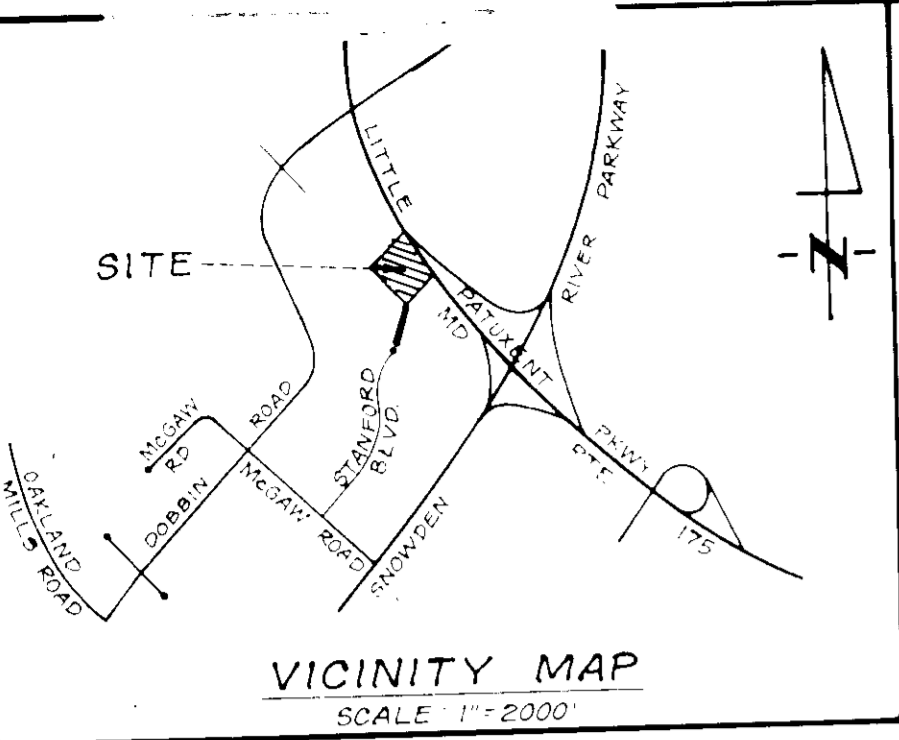 LITTLE
PATUXENT
PKWY
RIVER PARKWAY
SITE
MD
RTE
175
N
STANFORD
BLVD.
McGAW
RD
DOBBIN ROAD
McGAW ROAD
SNOWDEN
OAKLAND
MILLS ROAD
VICINITY MAP
SCALE 1"=2000'